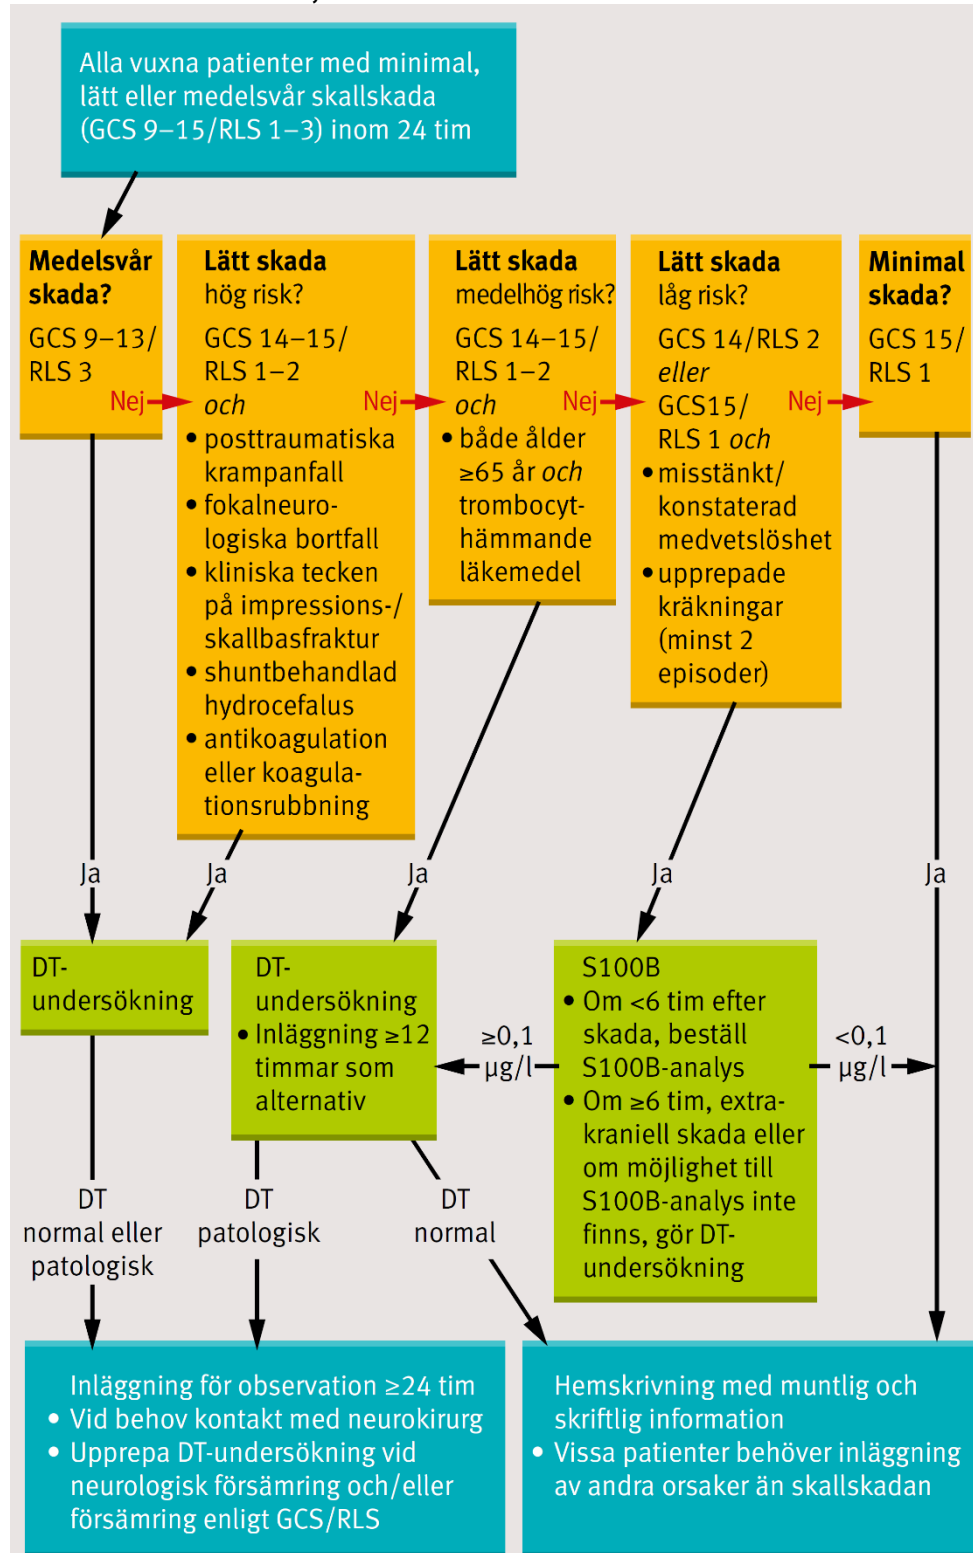 Alla vuxna patienter med minimal,
lätt eller medelsvår skallskada
(GCS 9–15/RLS 1–3) inom 24 tim
Medelsvår
skada?
GCS 9–13/
RLS 3
Nej
Lätt skada
hög risk?
GCS 14–15/
RLS 1–2
och
• posttraumatiska
krampanfall
• fokalneuro-
logiska bortfall
• kliniska tecken
på impressions-/
skallbasfraktur
• shuntbehandlad
hydrocefalus
• antikoagulation
eller koagula-
tionsrubbning
Nej
Lätt skada
medelhög risk?
GCS 14–15/
RLS 1–2
och
• både ålder
≥65 år och
trombocyt-
hämmande
läkemedel
Nej
Lätt skada
låg risk?
GCS 14/RLS 2
eller
GCS15/
RLS 1 och
• misstänkt/
konstaterad
medvetslöshet
• upprepade
kräkningar
(minst 2
episoder)
Nej
Minimal
skada?
GCS 15/
RLS 1
Ja
Ja
Ja
Ja
Ja
DT-
undersökning
DT-
undersökning
• Inläggning ≥12
timmar som
alternativ
≥0,1
µg/l
S100B
• Om <6 tim efter
skada, beställ
S100B-analys
• Om ≥6 tim, extra-
kraniell skada eller
om möjlighet till
S100B-analys inte
finns, gör DT-
undersökning
<0,1
µg/l
DT
normal eller
patologisk
DT
patologisk
DT
normal
Inläggning för observation ≥24 tim
• Vid behov kontakt med neurokirurg
• Upprepa DT-undersökning vid
neurologisk försämring och/eller
försämring enligt GCS/RLS
Hemskrivning med muntlig och
skriftlig information
• Vissa patienter behöver inläggning
av andra orsaker än skallskadan